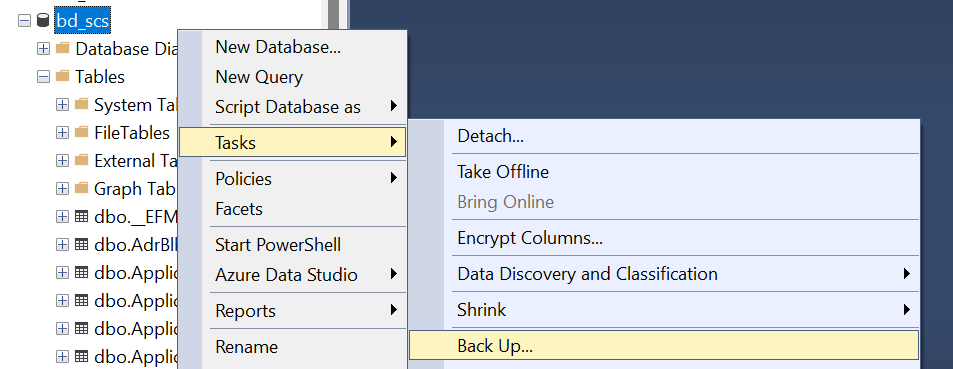 bd_scs
Database Dia
Tables
System Tal
FileTables
External Ta
Graph Tab
dbo.__EFM
dbo.AdrBll
dbo.Applic
dbo.Applic
dbo.Applic
dbo.Applic
New Database...
New Query
Script Database as
Tasks
Policies
Facets
Start PowerShell
Azure Data Studio
Reports
Rename
Detach...
Take Offline
Bring Online
Encrypt Columns...
Data Discovery and Classification
Shrink
Back Up...